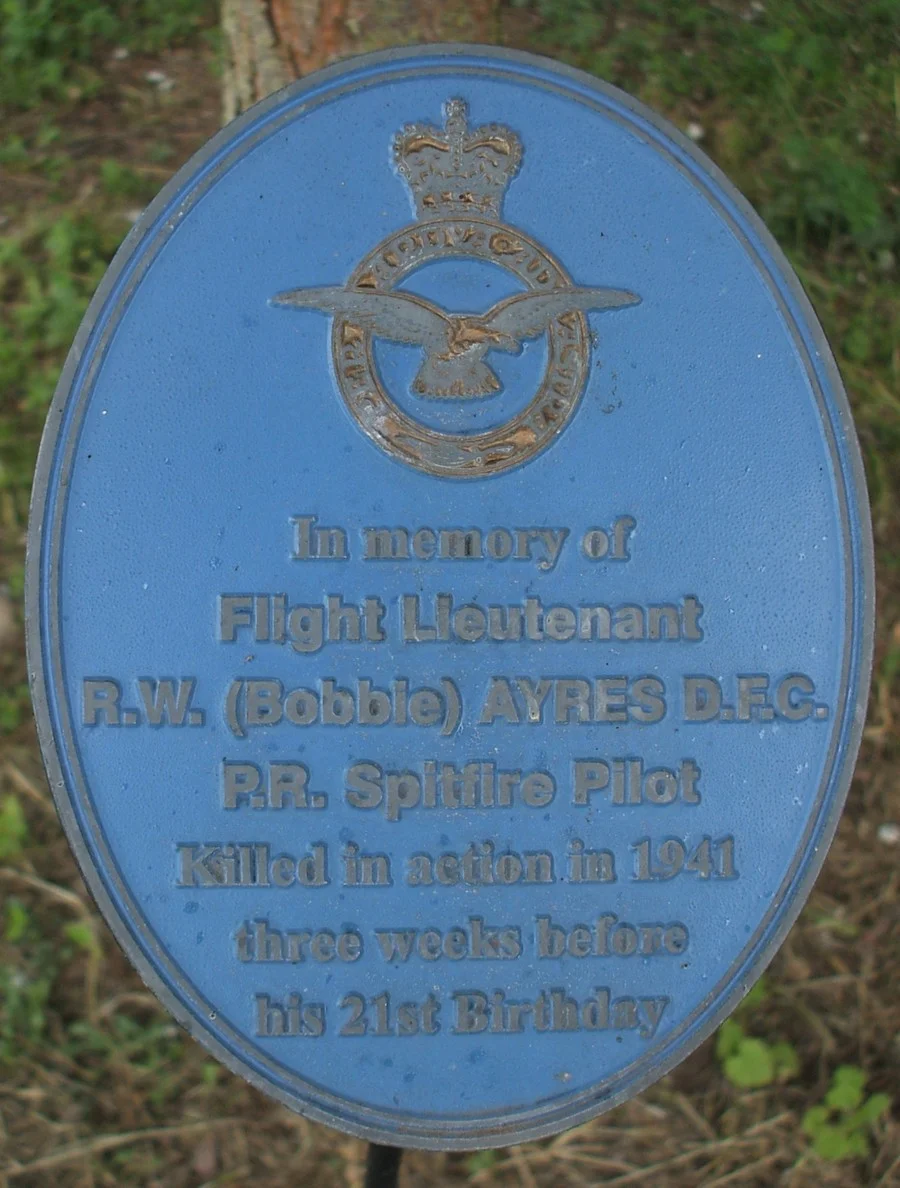 In memory of
Flight Lieutenant
R.W. (Bobbie) AYRES D.F.C.
P.R. Spitfire Pilot
Killed in action in 1941
three weeks before
his 21st Birthday